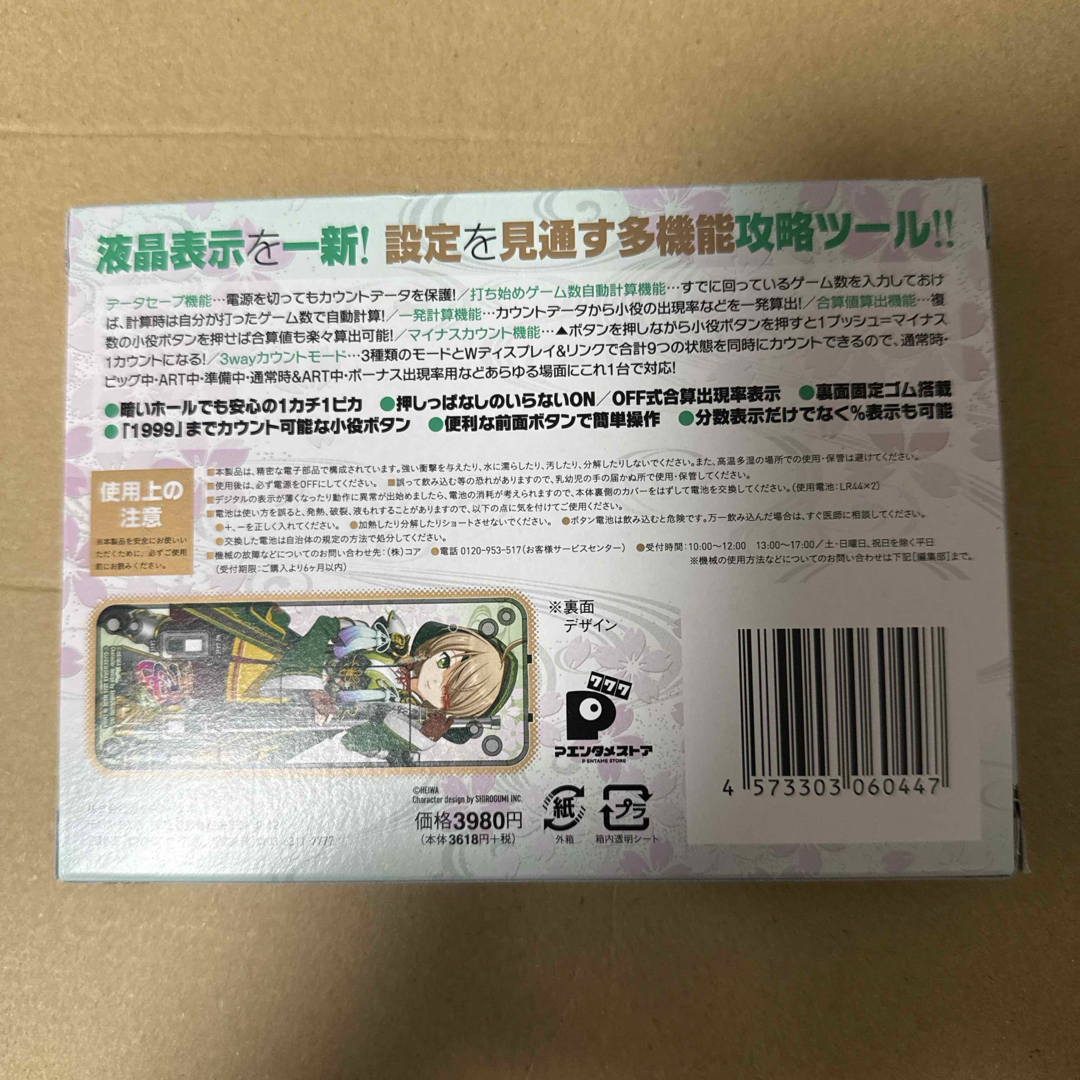 液晶表示を一新! 設定を見通す多機能攻略ツール!!
データセーブ機能…電源を切ってもカウントデータを保護!/打ち始めゲーム数自動計算機能…すでに回っているゲーム数を入力しておけ
ば、計算時は自分が打ったゲーム数で自動計算!/一発計算機能…カウントデータから小役の出現率などを一発算出!/合算値算出機能…複
数の小役ボタンを押せば合算値も楽々算出可能!/マイナスカウント機能…▲ボタンを押しながら小役ボタンを押すと1プッシュ=マイナス
1カウントになる!/3wayカウントモード…3種類のモードとWディスプレイ&リンクで合計9つの状態を同時にカウントできるので、通常時・
ビッグ中・ART中・準備中・通常時&ART中・ボーナス出現率用などあらゆる場面にこれ1台で対応!
●暗いホールでも安心の1カチ1ピカ ●押しっぱなしのいらないON/OFF式合算出現率表示 ●裏面固定ゴム搭載
●「1999」までカウント可能な小役ボタン ●便利な前面ボタンで簡単操作 ●分数表示だけでなく%表示も可能
使用上の
注意
※本製品を安全にお使いい
ただくために、必ずご使用
前にお読みください。
■本製品は、精密な電子部品で構成されています。強い衝撃を与えたり、水に濡らしたり、汚したり、分解したりしないでください。また、高温多湿の場所での使用・保管は避けてください。
■使用後は、必ず電源をOFFにしてください。 ■誤って飲み込む等の恐れがありますので、乳幼児の手の届かぬ所で使用・保管してください。
■デジタルの表示が薄くなったり動作に異常が出始めましたら、電池の消耗が考えられますので、本体裏側のカバーをはずして電池を交換してください。(使用電池:LR44×2)
■電池は使い方を誤ると、発熱、破裂、液もれすることがありますので、以下の点に気を付けてご使用ください。
●+、-を正しく入れてください。 ●加熱したり分解したりショートさせないでください。 ●ボタン電池は飲み込むと危険です。万一飲み込んだ場合は、すぐ医師に相談してください。
●交換した電池は自治体の規定の方法で処分してください。
■機械の故障などについてのお問い合わせ先:(株)コア ●電話 0120-953-517(お客様サービスセンター) ●受付時間:10:00~12:00 13:00~17:00/土・日曜日、祝日を除く平日
(受付期限:ご購入より6ヶ月以内) ※機械の使用方法などについてのお問い合わせは下記[編集部]まで。
※裏面
デザイン
777
P
アエンタメストア
P ENTAME STORE
4 573303 060447
©HEIWA
Character design by SHIROGUMI INC.
価格3980円
(本体3618円+税)
紙
外箱
プラ
箱内透明シート